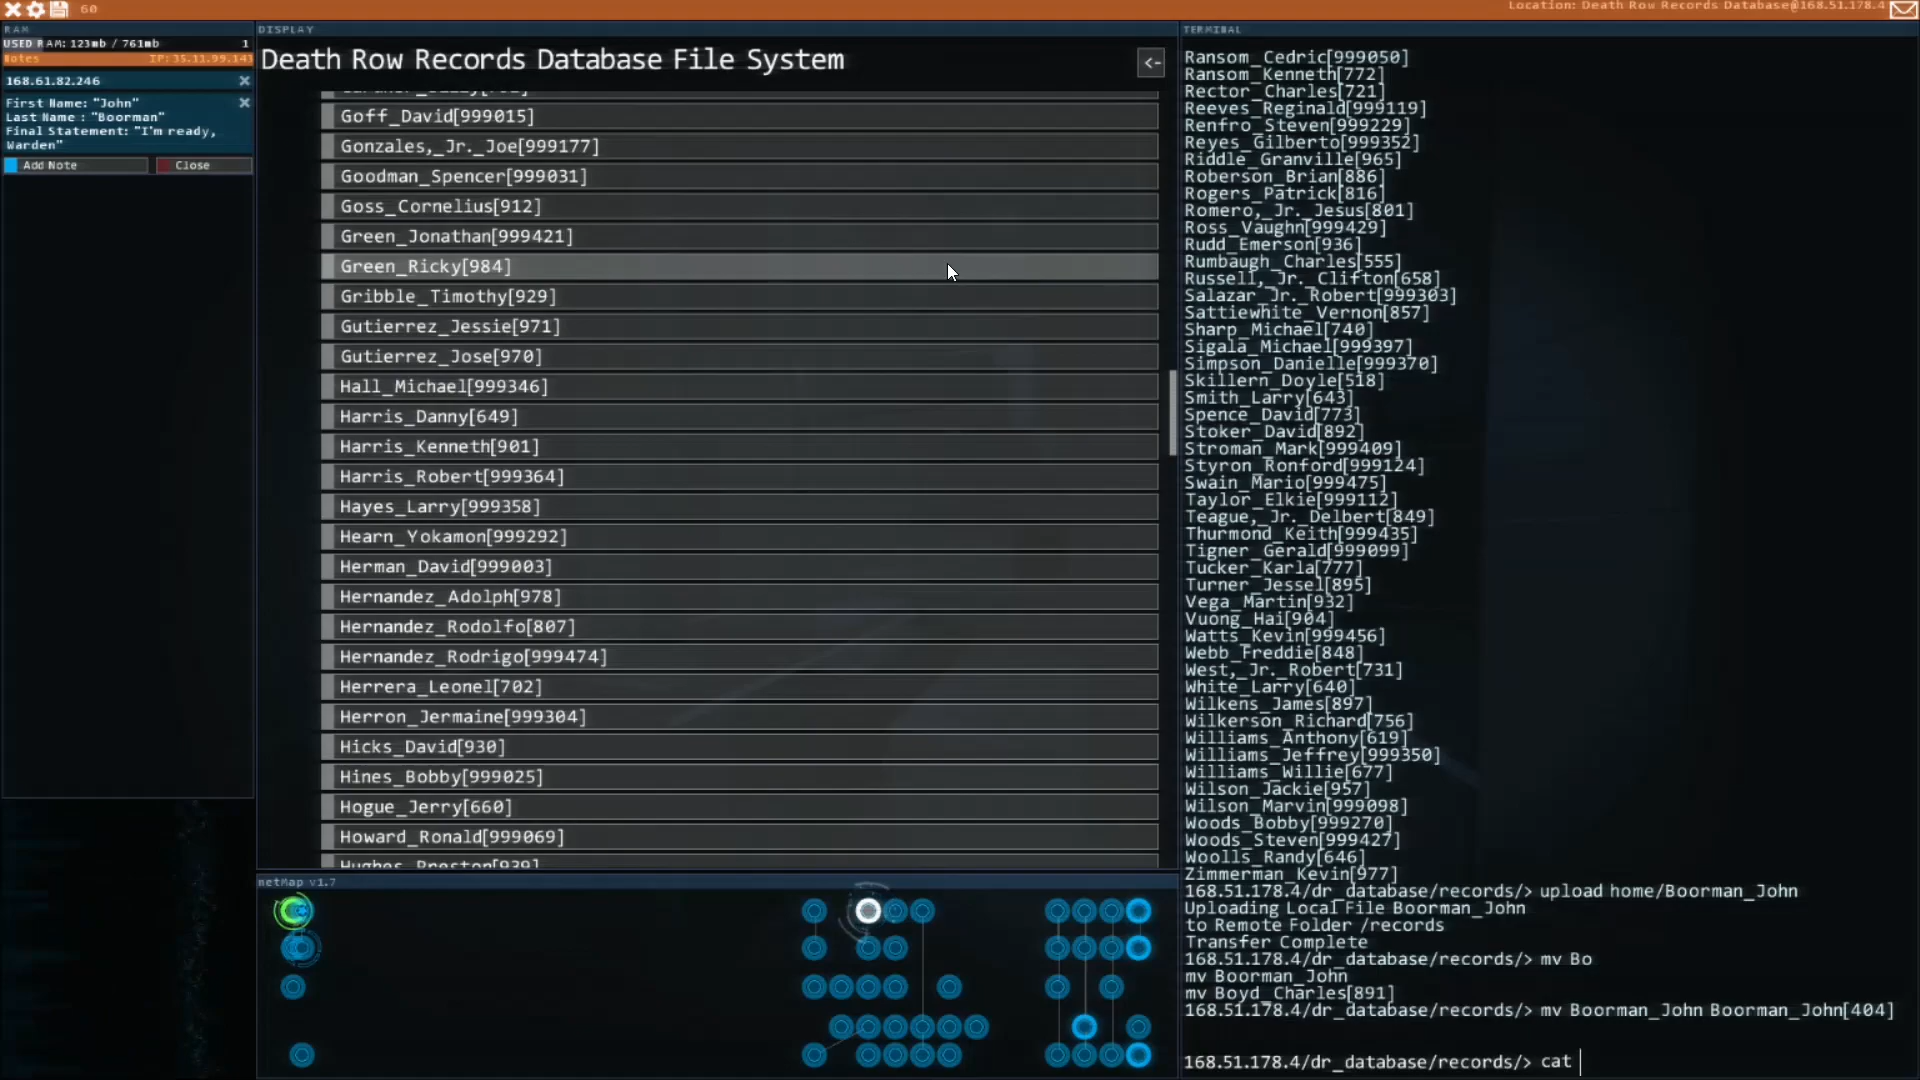 60
Location: Death Row Records Database@168.51.178.4
RAM
USED RAM: 123mb / 761mb 1
Notes IP: 35.11.99.143
168.61.82.246
First Name: "John"
Last Name : "Boorman"
Final Statement: "I'm ready,
Warden"
Add Note
Close
DISPLAY
Death Row Records Database File System
<-
Goff_David[999015]
Gonzales,_Jr._Joe[999177]
Goodman_Spencer[999031]
Goss_Cornelius[912]
Green_Jonathan[999421]
Green_Ricky[984]
Gribble_Timothy[929]
Gutierrez_Jessie[971]
Gutierrez_Jose[970]
Hall_Michael[999346]
Harris_Danny[649]
Harris_Kenneth[901]
Harris_Robert[999364]
Hayes_Larry[999358]
Hearn_Yokamon[999292]
Herman_David[999003]
Hernandez_Adolph[978]
Hernandez_Rodolfo[807]
Hernandez_Rodrigo[999474]
Herrera_Leonel[702]
Herron_Jermaine[999304]
Hicks_David[930]
Hines_Bobby[999025]
Hogue_Jerry[660]
Howard_Ronald[999069]
Hughes_Preston[939]
netMap v1.7
TERMINAL
Ransom_Cedric[999050]
Ransom_Kenneth[772]
Rector_Charles[721]
Reeves_Reginald[999119]
Renfro_Steven[999229]
Reyes_Gilberto[999352]
Riddle_Granville[965]
Roberson_Brian[886]
Rogers_Patrick[816]
Romero,_Jr._Jesus[801]
Ross_Vaughn[999429]
Rudd_Emerson[936]
Rumbaugh_Charles[555]
Russell,_Jr._Clifton[658]
Salazar_Jr._Robert[999303]
Sattiewhite_Vernon[857]
Sharp_Michael[740]
Sigala_Michael[999397]
Simpson_Danielle[999370]
Skillern_Doyle[518]
Smith_Larry[643]
Spence_David[773]
Stoker_David[892]
Stroman_Mark[999409]
Styron_Ronford[999124]
Swain_Mario[999475]
Taylor_Elkie[999112]
Teague,_Jr._Delbert[849]
Thurmond_Keith[999435]
Tigner_Gerald[999099]
Tucker_Karla[777]
Turner_Jessel[895]
Vega_Martin[932]
Vuong_Hai[904]
Watts_Kevin[999456]
Webb_Freddie[848]
West,_Jr._Robert[731]
White_Larry[640]
Wilkens_James[897]
Wilkerson_Richard[756]
Williams_Anthony[619]
Williams_Jeffrey[999350]
Williams_Willie[677]
Wilson_Jackie[957]
Wilson_Marvin[999098]
Woods_Bobby[999270]
Woods_Steven[999427]
Woolls_Randy[646]
Zimmerman_Kevin[977]
168.51.178.4/dr_database/records/> upload home/Boorman_John
Uploading Local File Boorman_John
to Remote Folder /records
Transfer Complete
168.51.178.4/dr_database/records/> mv Bo
mv Boorman_John
mv Boyd_Charles[891]
168.51.178.4/dr_database/records/> mv Boorman_John Boorman_John[404]
168.51.178.4/dr_database/records/> cat